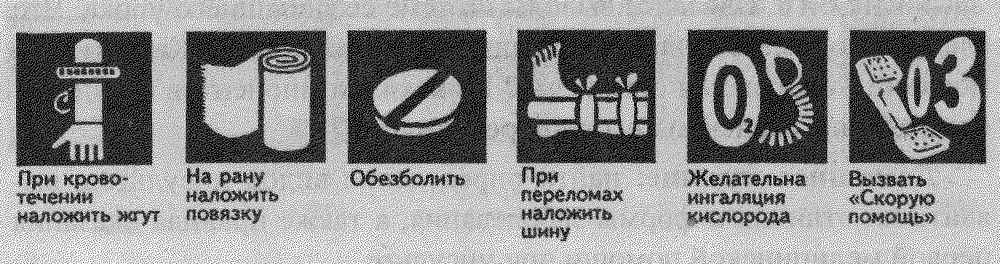 O2
03
При крово-
течении
наложить жгут
На рану
наложить
повязку
Обезболить
При
переломах
наложить
шину
Желательна
ингаляция
кислорода
Вызвать
«Скорую
помощь»